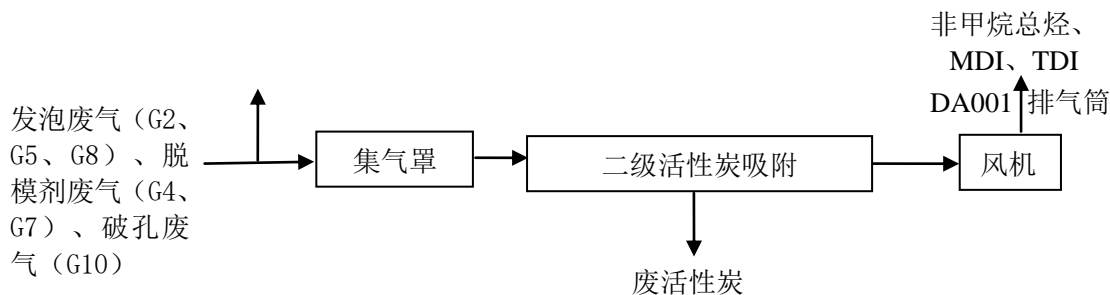 发泡废气（G2、
G5、G8）、脱
模剂废气（G4、
G7）、破孔废
气（G10）
集气罩
二级活性炭吸附
废活性炭
风机
非甲烷总烃、
MDI、TDI
DA001 排气筒